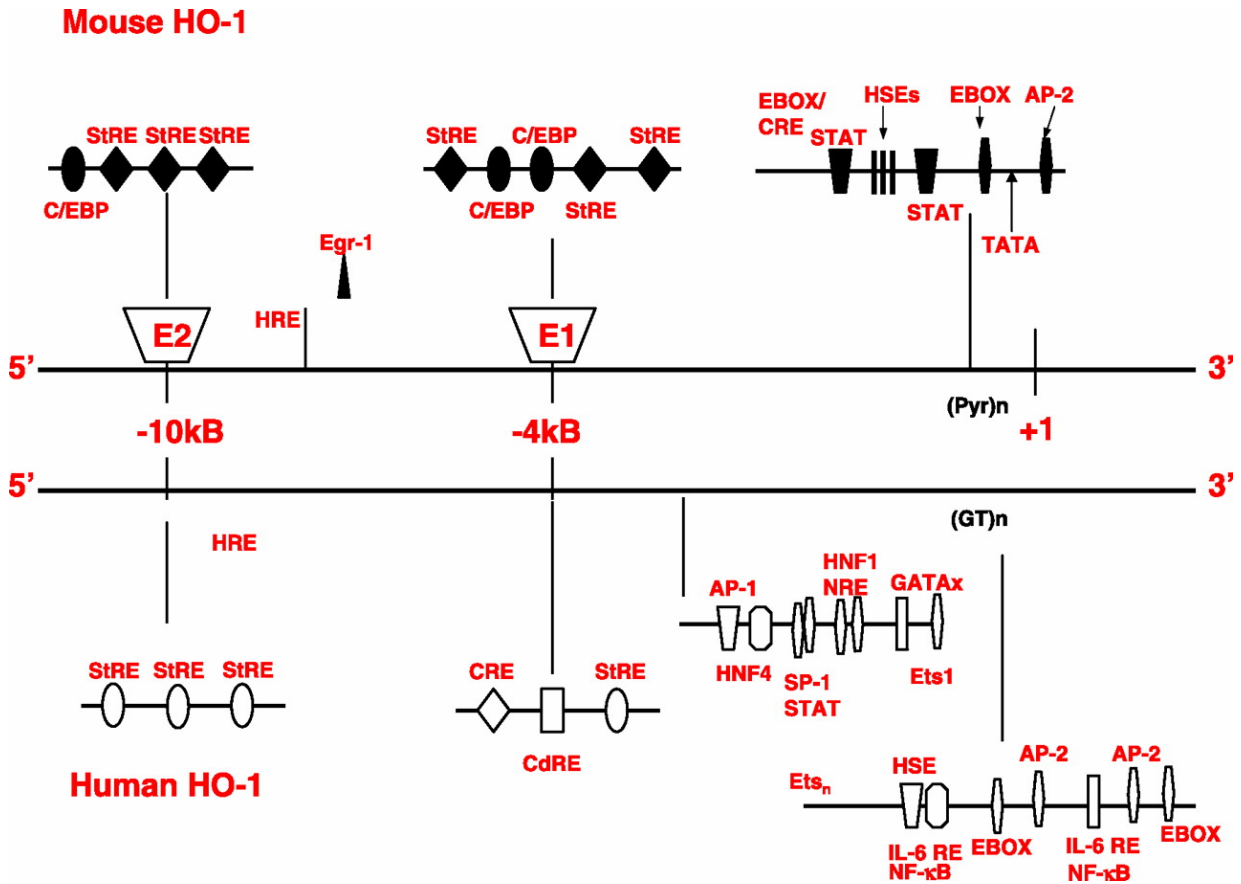 Mouse HO-1
EBOX/
CRE
HSEs
EBOX
AP-2
StRE
StRE
StRE
StRE
C/EBP
StRE
STAT
C/EBP
C/EBP
StRE
STAT
TATA
Egr-1
HRE
E2
E1
5'
3'
(Pyr)n
-10kB
-4kB
+1
5'
3'
(GT)n
HRE
HNF1
NRE
AP-1
GATAx
HNF4
SP-1
STAT
Ets1
StRE
StRE
StRE
CRE
StRE
CdRE
Human HO-1
Etsn
HSE
AP-2
AP-2
IL-6 RE
NF-κB
EBOX
IL-6 RE
NF-κB
EBOX